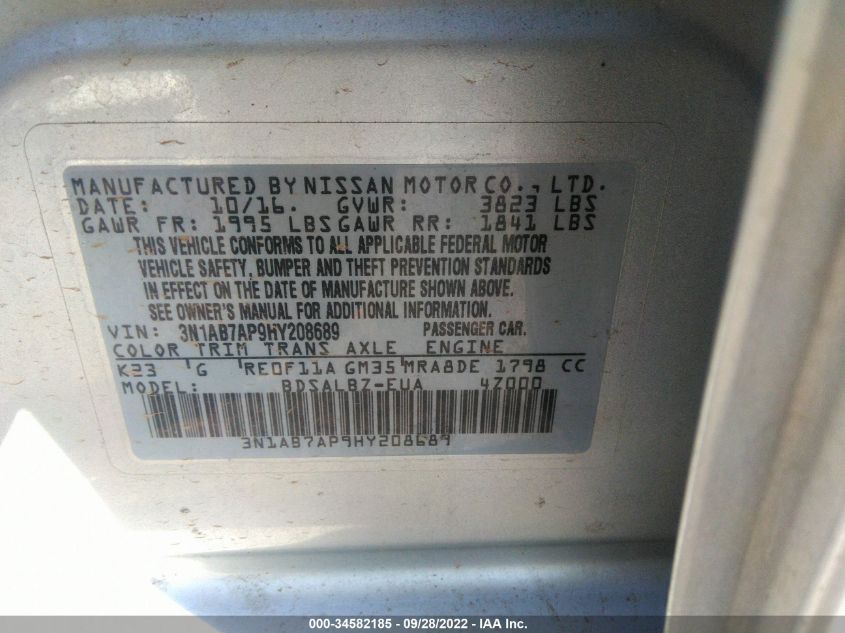 MANUFACTURED BY NISSAN MOTOR CO., LTD.
DATE: 10/16. GVWR: 3823 LBS
GAWR FR: 1995 LBS GAWR RR: 1841 LBS
THIS VEHICLE CONFORMS TO ALL APPLICABLE FEDERAL MOTOR
VEHICLE SAFETY, BUMPER AND THEFT PREVENTION STANDARDS
IN EFFECT ON THE DATE OF MANUFACTURE SHOWN ABOVE.
SEE OWNER'S MANUAL FOR ADDITIONAL INFORMATION.
VIN: 3N1AB7AP9HY208689 PASSENGER CAR.
COLOR TRIM TRANS AXLE ENGINE
K23 G RE0F11A GM35 MRA8DE 1798 CC
MODEL: BDSALBZ-EUA 4Z000
3N1AB7AP9HY208689
000-34582185 - 09/28/2022 - IAA Inc.